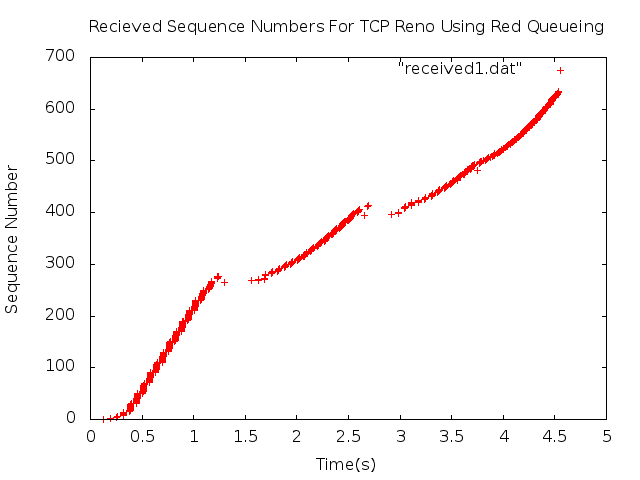 Recieved Sequence Numbers For TCP Reno Using Red Queueing
700
"received1.dat"
600
500
400
300
200
100
0
Sequence Number
0 0.5 1 1.5 2 2.5 3 3.5 4 4.5 5
Time(s)